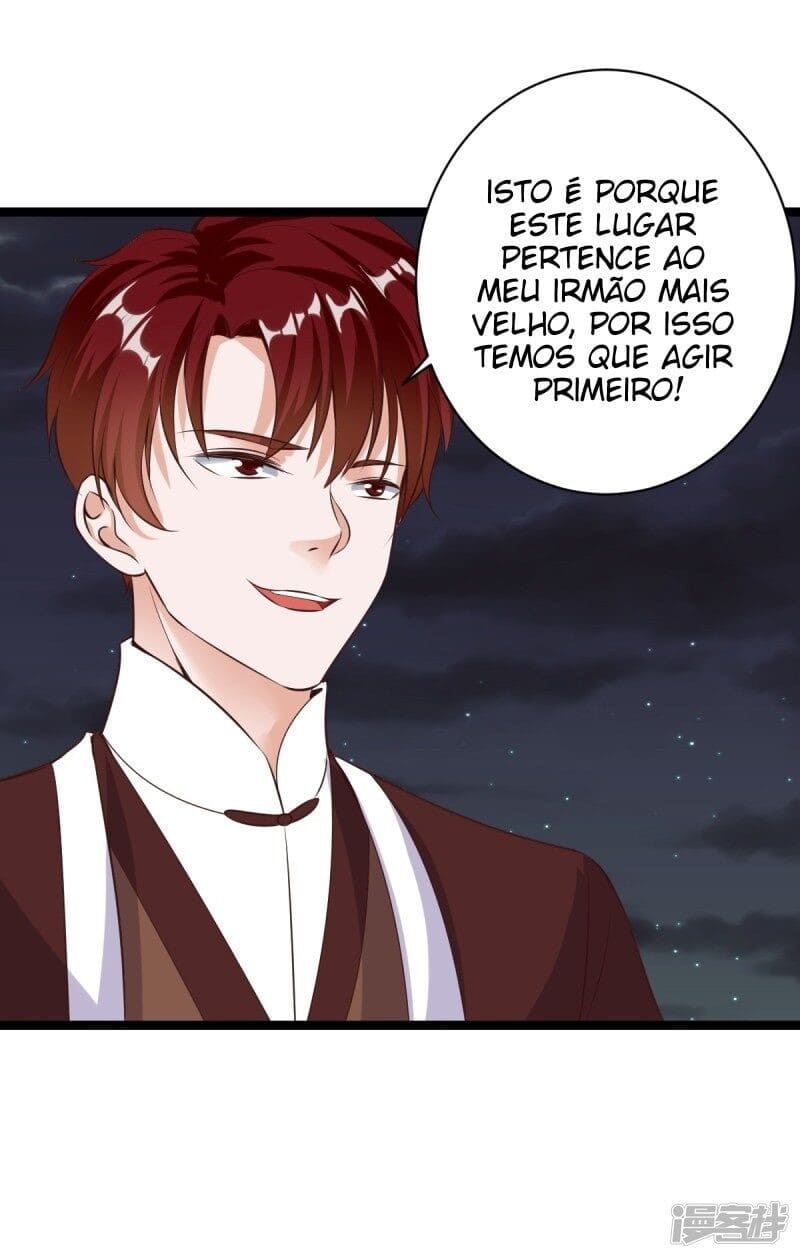 ISTO É PORQUE
ESTE LUGAR
PERTENCE AO
MEU IRMÃO MAIS
VELHO, POR ISSO
TEMOS QUE AGIR
PRIMEIRO!
漫客栈